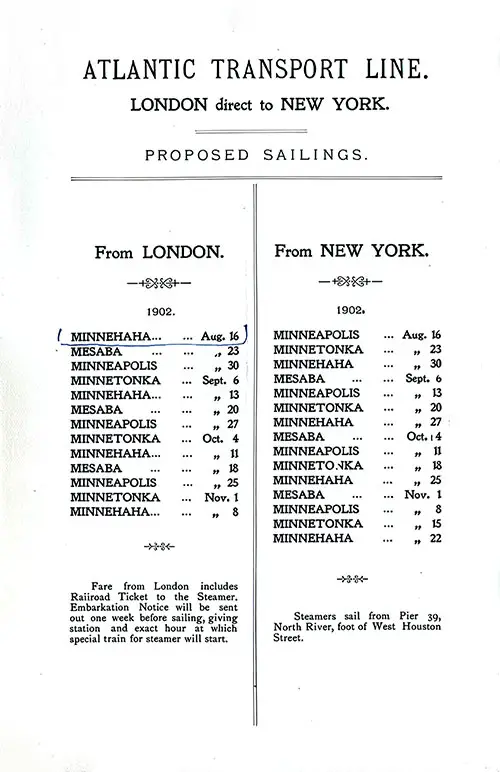 ATLANTIC TRANSPORT LINE.
LONDON direct to NEW YORK.
PROPOSED SAILINGS.
From LONDON.
1902.
MINNEHAHA... ... Aug. 16
MESABA ... ... ,, 23
MINNEAPOLIS ... ,, 30
MINNETONKA ... Sept. 6
MINNEHAHA... ... ,, 13
MESABA ... ... ,, 20
MINNEAPOLIS ... ,, 27
MINNETONKA ... Oct. 4
MINNEHAHA... ... ,, 11
MESABA ... ... ,, 18
MINNEAPOLIS ... ,, 25
MINNETONKA ... Nov. 1
MINNEHAHA... ... ,, 8
Fare from London includes
Railroad Ticket to the Steamer.
Embarkation Notice will be sent
out one week before sailing, giving
station and exact hour at which
special train for steamer will start.
From NEW YORK.
1902.
MINNEAPOLIS ... Aug. 16
MINNETONKA ... ,, 23
MINNEHAHA ... ,, 30
MESABA ... ... Sept. 6
MINNEAPOLIS ... ,, 13
MINNETONKA ... ,, 20
MINNEHAHA ... ,, 27
MESABA ... ... Oct. 4
MINNEAPOLIS ... ,, 11
MINNETONKA ... ,, 18
MINNEHAHA ... ,, 25
MESABA ... ... Nov. 1
MINNEAPOLIS ... ,, 8
MINNETONKA ... ,, 15
MINNEHAHA ... ,, 22
Steamers sail from Pier 39,
North River, foot of West Houston
Street.